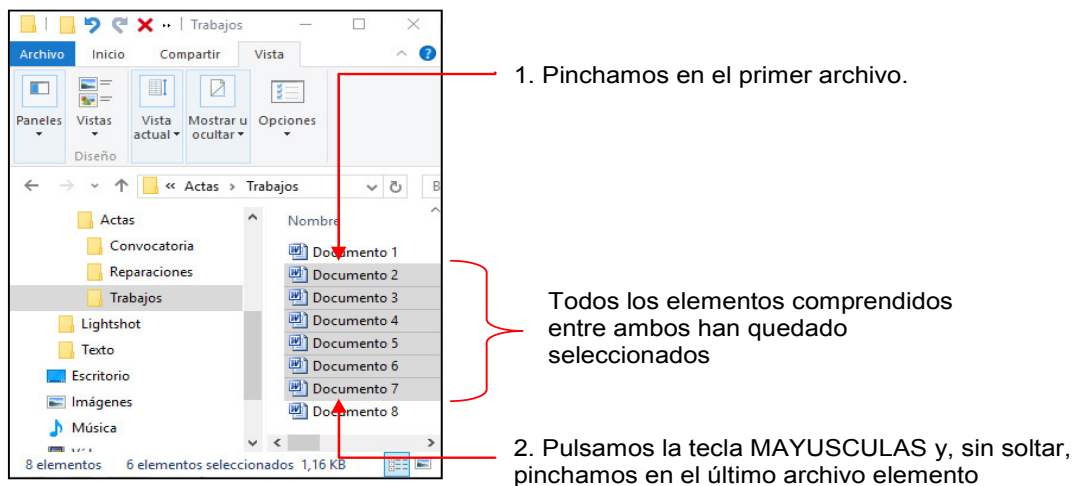 Trabajos
Archivo Inicio Compartir Vista
Paneles Vistas Vista actual Mostrar u ocultar Opciones
Diseño
« Actas › Trabajos B
Actas
Convocatoria
Reparaciones
Trabajos
Lightshot
Texto
Escritorio
Imágenes
Música
Nombre
Documento 1
Documento 2
Documento 3
Documento 4
Documento 5
Documento 6
Documento 7
Documento 8
8 elementos 6 elementos seleccionados 1,16 KB
1. Pinchamos en el primer archivo.
Todos los elementos comprendidos
entre ambos han quedado
seleccionados
2. Pulsamos la tecla MAYUSCULAS y, sin soltar,
pinchamos en el último archivo elemento